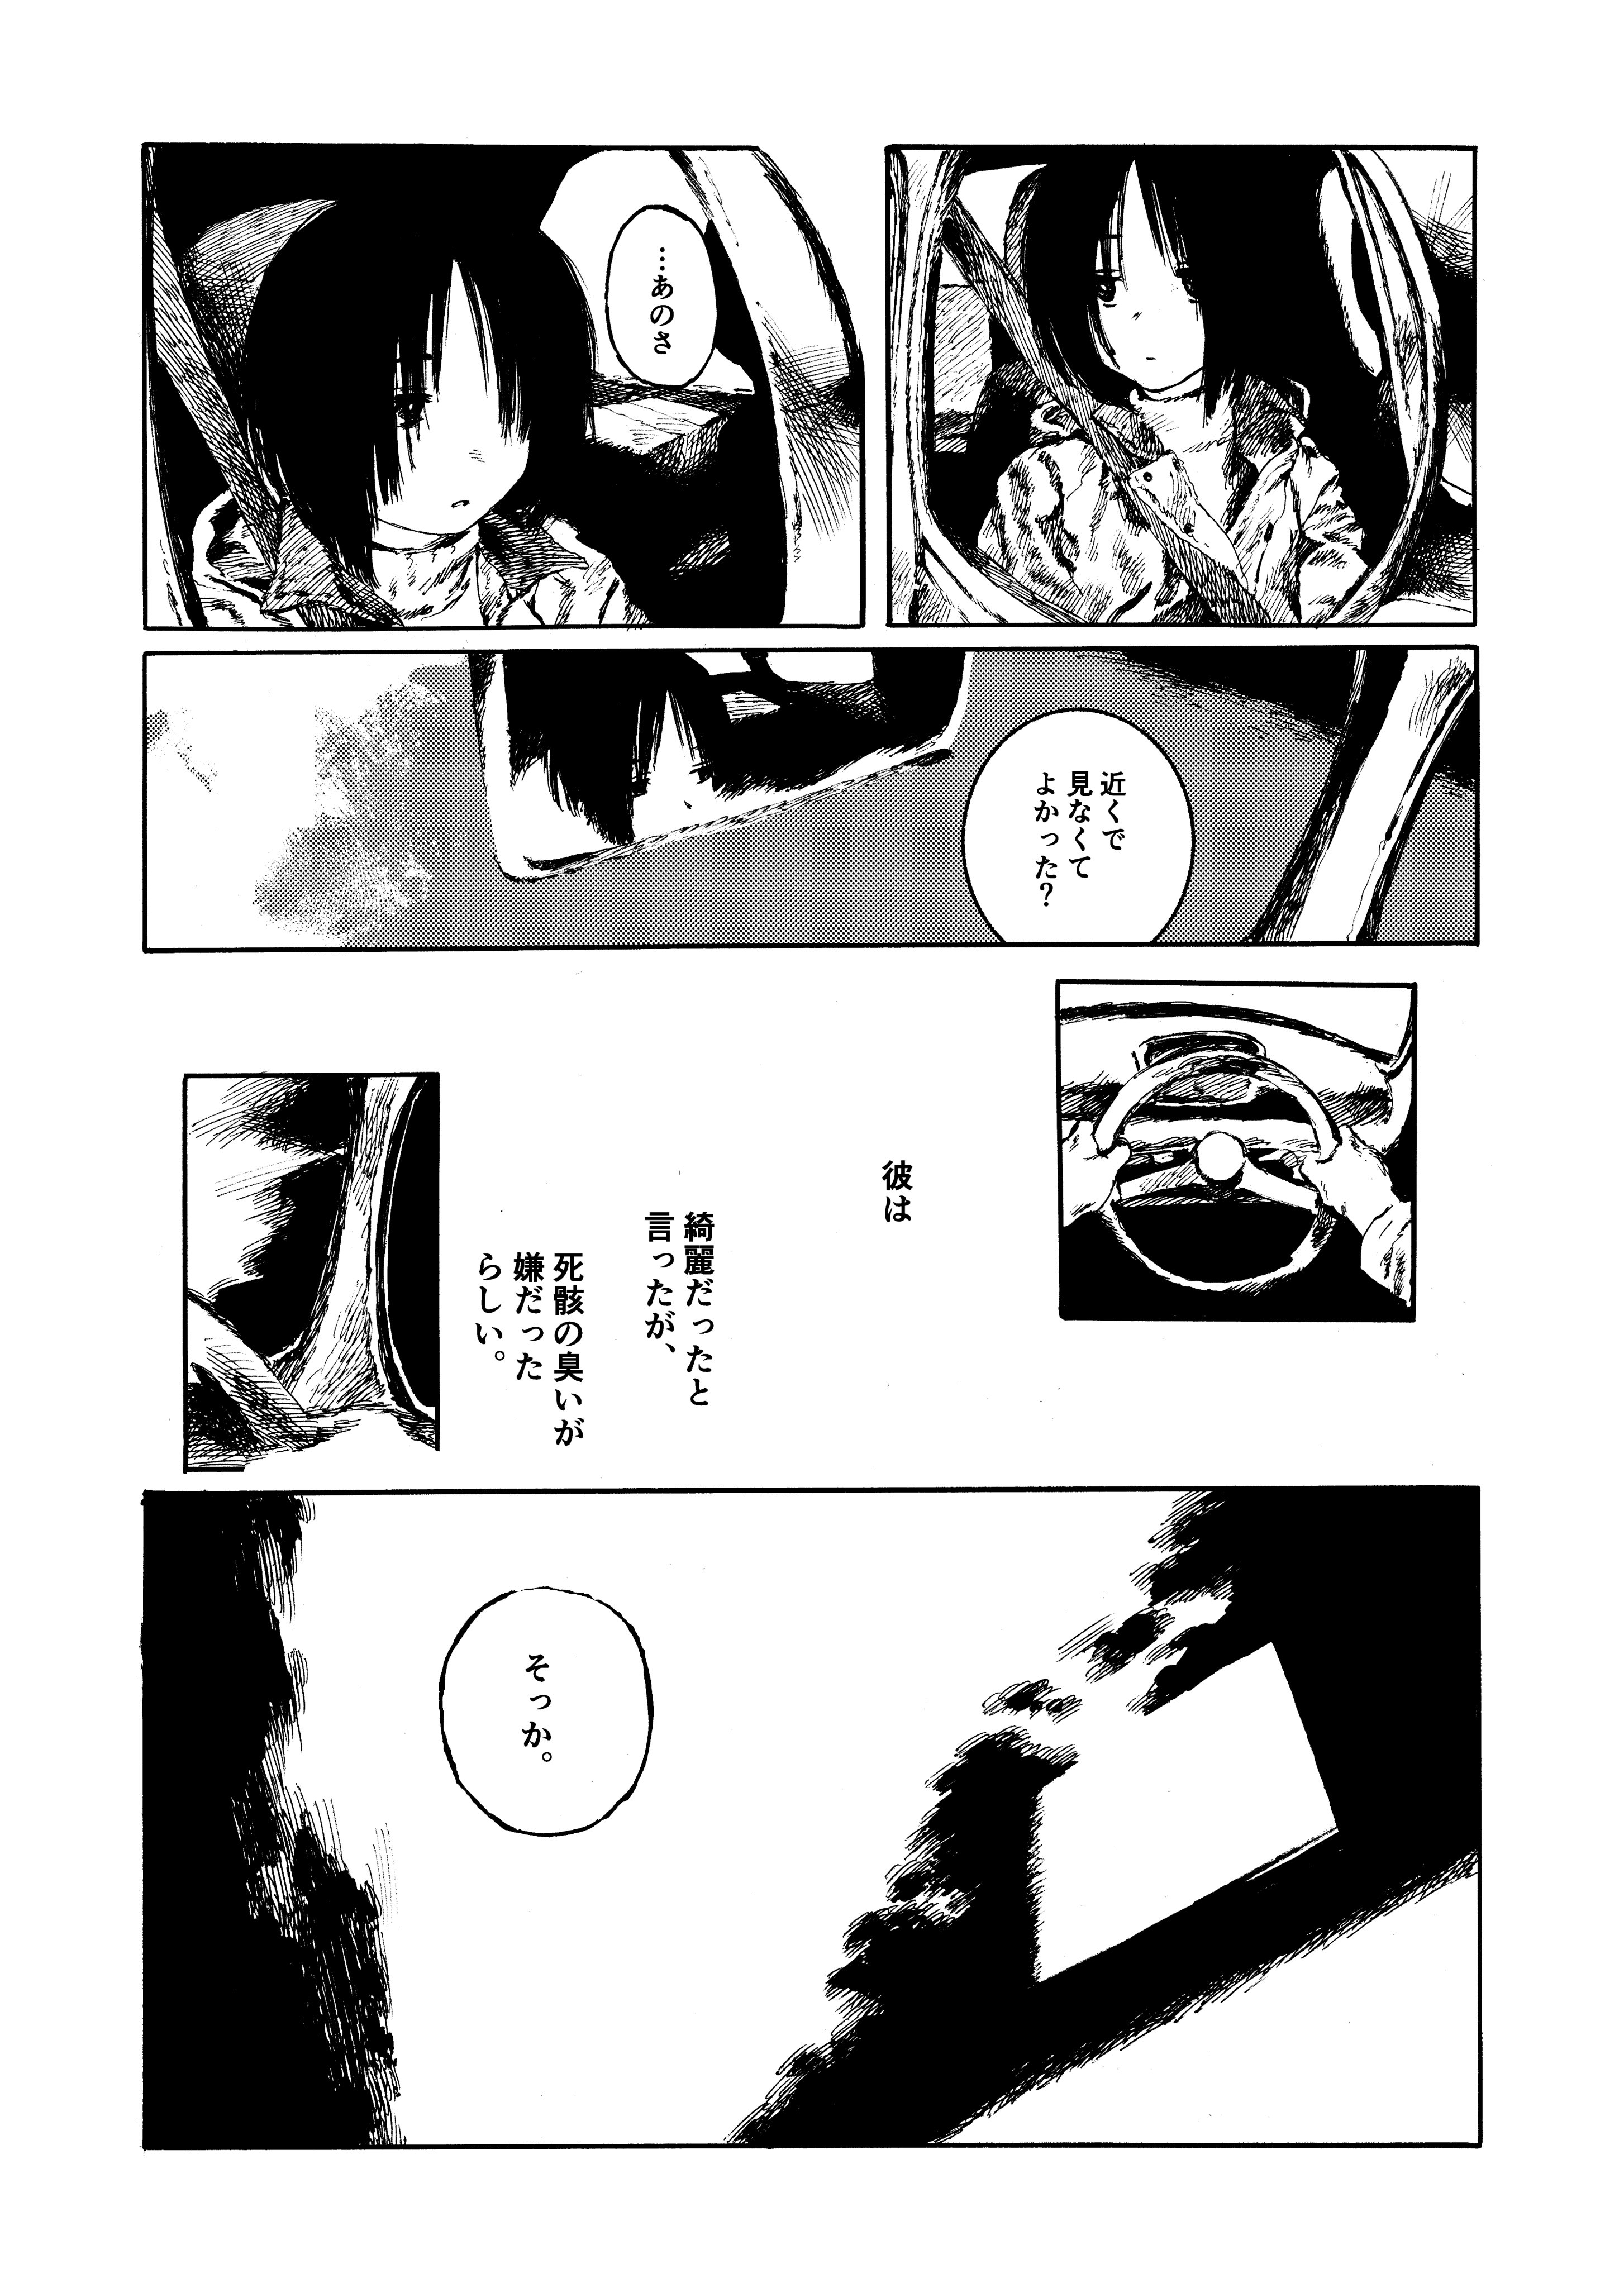 …あのさ
近くで
見なくて
よかった?
彼は
綺麗だったと
言ったが、
死骸の臭いが
嫌だった
らしい。
そっか。